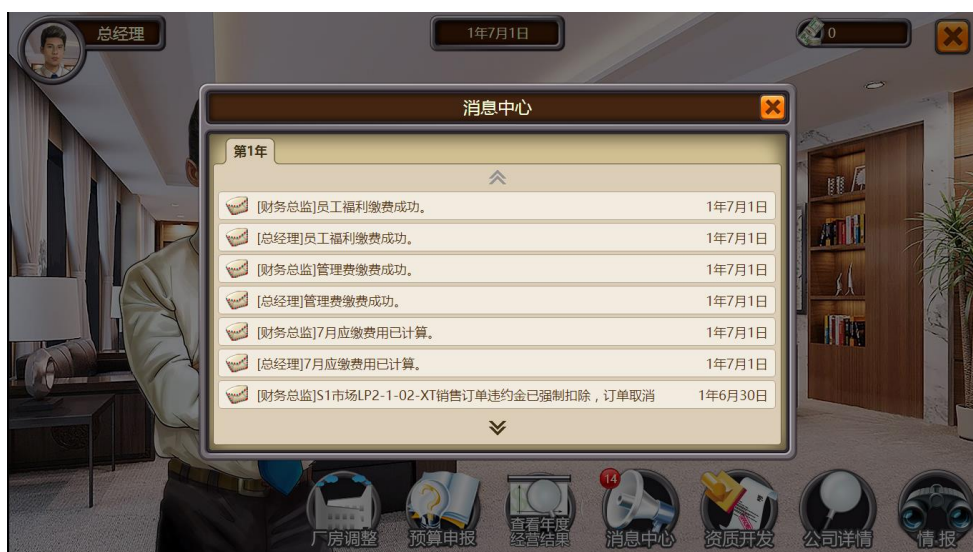 总经理
1年7月1日
0
消息中心
第1年
[财务总监]员工福利缴费成功。 1年7月1日
[总经理]员工福利缴费成功。 1年7月1日
[财务总监]管理费缴费成功。 1年7月1日
[总经理]管理费缴费成功。 1年7月1日
[财务总监]7月应缴费用已计算。 1年7月1日
[总经理]7月应缴费用已计算。 1年7月1日
[财务总监]S1市场LP2-1-02-XT销售订单违约金已强制扣除，订单取消 1年6月30日
14
厂房调整
预算申报
查看年度
经营结果
消息中心
资质开发
公司详情
情报